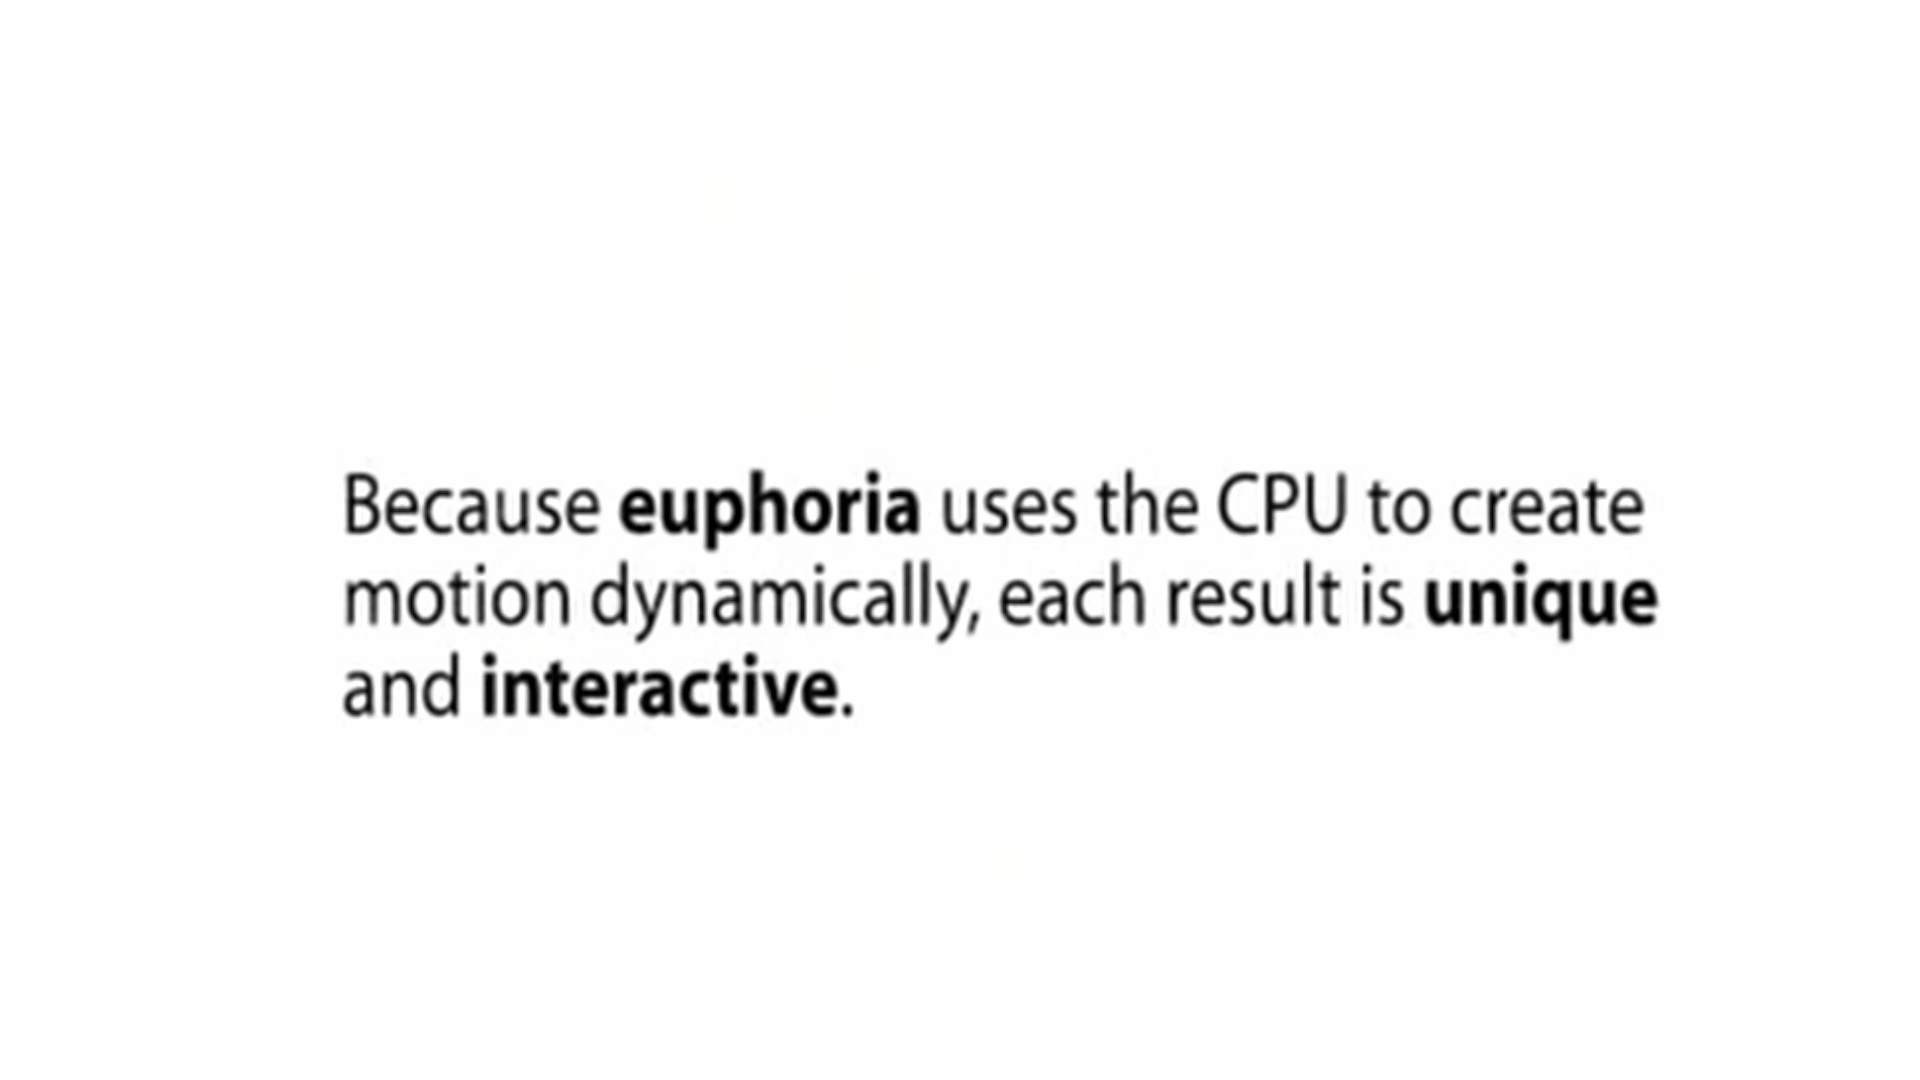 Because euphoria uses the CPU to create
motion dynamically, each result is unique
and interactive.